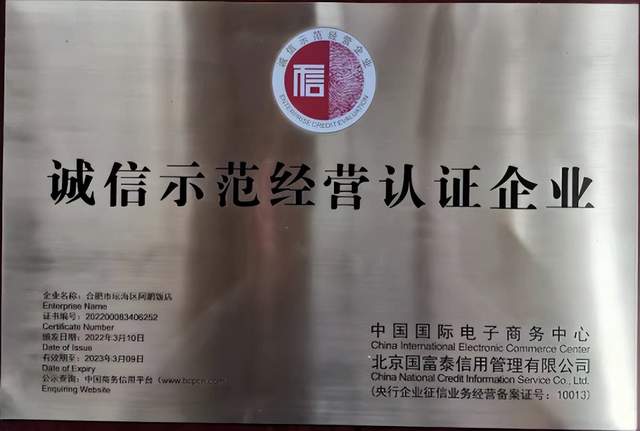 诚信示范经营企业
信
ENTERPRISE CREDIT EVALUATION
诚信示范经营认证企业
企业名称：合肥市瑶海区阿鹏饭店
Enterprise Name
证书编号：202200083406252
Certificate Number
颁发日期：2022年3月10日
Date of Issue
有效期至：2023年3月09日
Date of Expiry
公示查询：中国商务信用平台（www.bcpcn.com）
Enquiring Website
中国国际电子商务中心
China International Electronic Commerce Center
北京国富泰信用管理有限公司
China National Credit Information Service Co., Ltd.
(央行企业征信业务经营备案证号：10013)